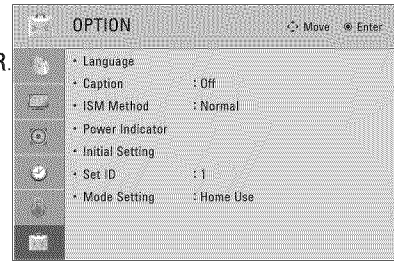 OPTION
Move Enter
R.
• Language
• Caption : Off
• ISM Method : Normal
• Power Indicator
• Initial Setting
• Set ID : 1
• Mode Setting : Home Use